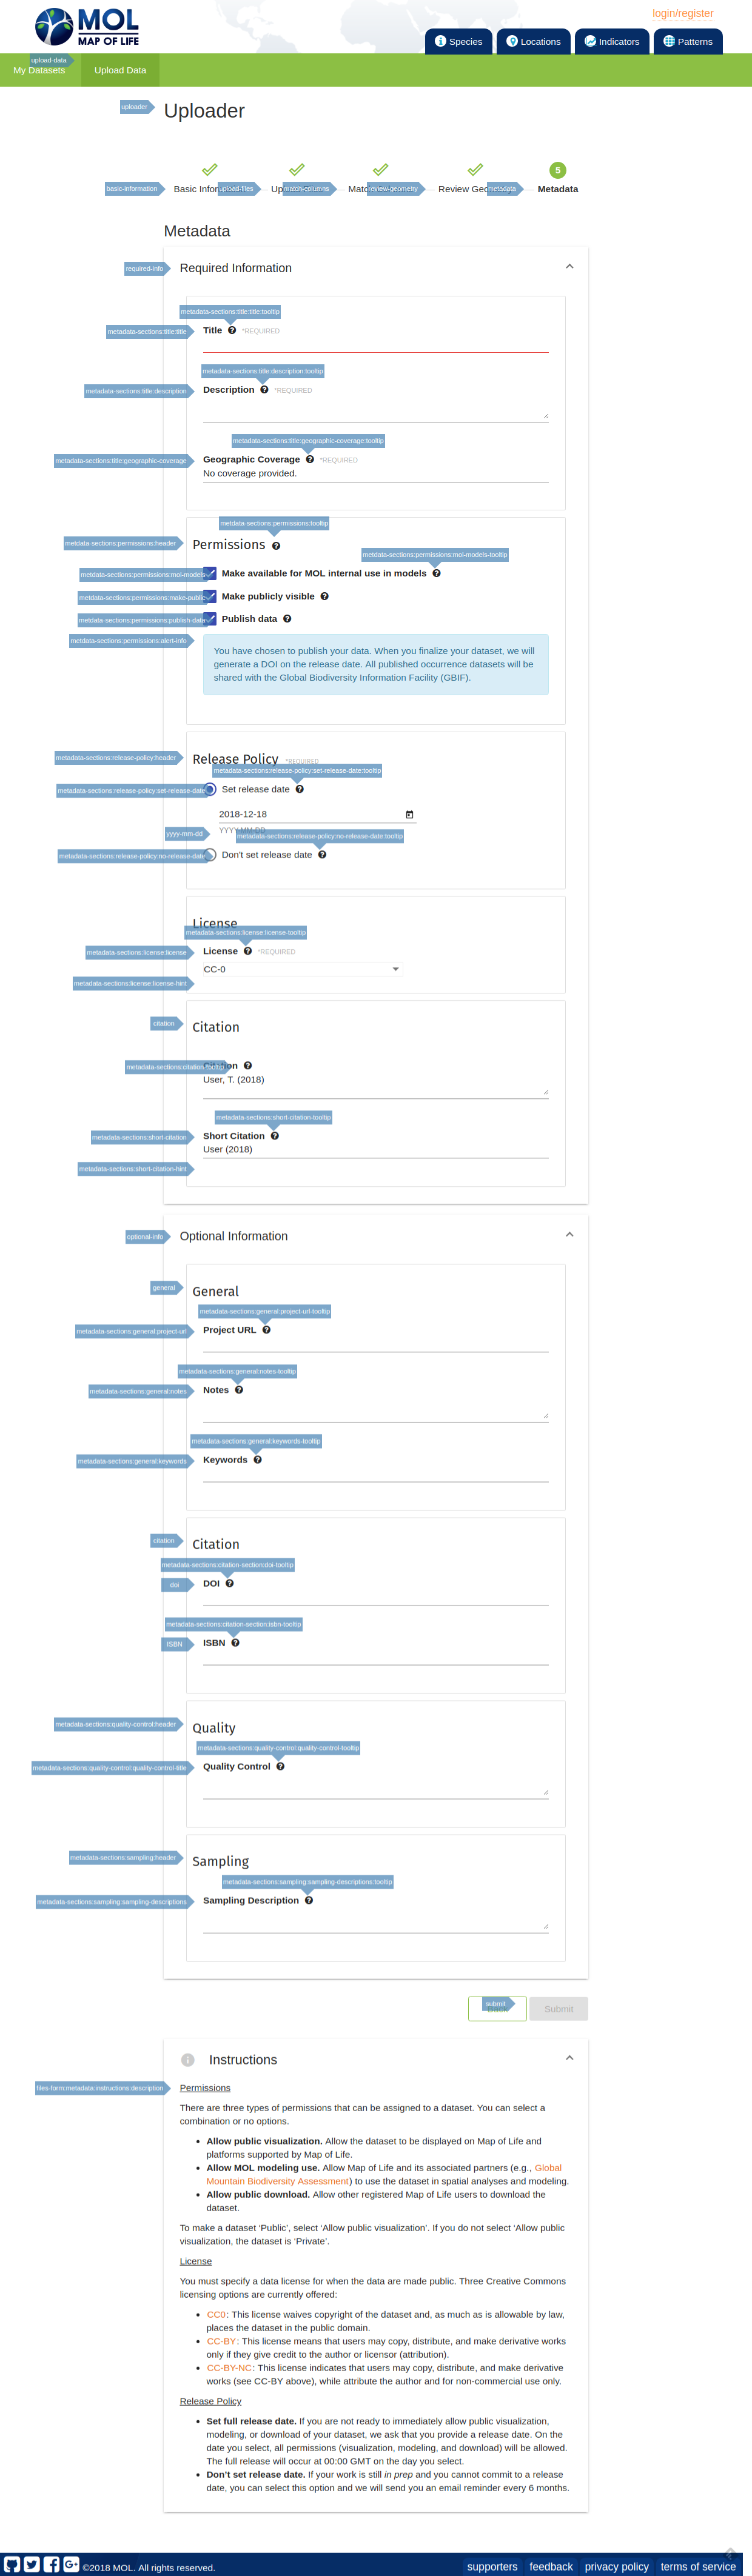 login/register
MOL
MAP OF LIFE
Species
Locations
Indicators
Patterns
upload-data
My Datasets
Upload Data
uploader
Uploader
5
basic-information
upload-files
match-columns
review-geometry
metadata
Metadata
Metadata
required-info
Required Information
metadata-sections:title:title:tooltip
metadata-sections:title:title
Title
*REQUIRED
metadata-sections:title:description:tooltip
metadata-sections:title:description
Description
*REQUIRED
metadata-sections:title:geographic-coverage:tooltip
metadata-sections:title:geographic-coverage
Geographic Coverage
*REQUIRED
No coverage provided.
metdata-sections:permissions:tooltip
metdata-sections:permissions:header
Permissions
metdata-sections:permissions:mol-models-tooltip
metdata-sections:permissions:mol-models
Make available for MOL internal use in models
metdata-sections:permissions:make-public
Make publicly visible
metdata-sections:permissions:publish-data
Publish data
metdata-sections:permissions:alert-info
You have chosen to publish your data. When you finalize your dataset, we will
generate a DOI on the release date. All published occurrence datasets will be
shared with the Global Biodiversity Information Facility (GBIF).
metadata-sections:release-policy:header
Release Policy
*REQUIRED
metadata-sections:release-policy:set-release-date:tooltip
metadata-sections:release-policy:set-release-date
Set release date
2018-12-18
yyyy-mm-dd
YYYY-MM-DD
metadata-sections:release-policy:no-release-date:tooltip
metadata-sections:release-policy:no-release-date
Don't set release date
License
metadata-sections:license:license-tooltip
metadata-sections:license:license
License
*REQUIRED
CC-0
metadata-sections:license:license-hint
citation
Citation
metadata-sections:citation-tooltip
Citation
User, T. (2018)
metadata-sections:short-citation-tooltip
metadata-sections:short-citation
Short Citation
User (2018)
metadata-sections:short-citation-hint
optional-info
Optional Information
general
General
metadata-sections:general:project-url-tooltip
metadata-sections:general:project-url
Project URL
metadata-sections:general:notes-tooltip
metadata-sections:general:notes
Notes
metadata-sections:general:keywords-tooltip
metadata-sections:general:keywords
Keywords
citation
Citation
metadata-sections:citation-section:doi-tooltip
doi
DOI
metadata-sections:citation-section:isbn-tooltip
ISBN
ISBN
metadata-sections:quality-control:header
Quality
metadata-sections:quality-control:quality-control-tooltip
metadata-sections:quality-control:quality-control-title
Quality Control
metadata-sections:sampling:header
Sampling
metadata-sections:sampling:sampling-descriptions:tooltip
metadata-sections:sampling:sampling-descriptions
Sampling Description
submit
Submit
Instructions
files-form:metadata:instructions:description
Permissions
There are three types of permissions that can be assigned to a dataset. You can select a
combination or no options.
Allow public visualization. Allow the dataset to be displayed on Map of Life and
platforms supported by Map of Life.
Allow MOL modeling use. Allow Map of Life and its associated partners (e.g., Global
Mountain Biodiversity Assessment) to use the dataset in spatial analyses and modeling.
Allow public download. Allow other registered Map of Life users to download the
dataset.
To make a dataset ‘Public’, select ‘Allow public visualization’. If you do not select ‘Allow public
visualization, the dataset is ‘Private’.
License
You must specify a data license for when the data are made public. Three Creative Commons
licensing options are currently offered:
CC0: This license waives copyright of the dataset and, as much as is allowable by law,
places the dataset in the public domain.
CC-BY: This license means that users may copy, distribute, and make derivative works
only if they give credit to the author or licensor (attribution).
CC-BY-NC: This license indicates that users may copy, distribute, and make derivative
works (see CC-BY above), while attribute the author and for non-commercial use only.
Release Policy
Set full release date. If you are not ready to immediately allow public visualization,
modeling, or download of your dataset, we ask that you provide a release date. On the
date you select, all permissions (visualization, modeling, and download) will be allowed.
The full release will occur at 00:00 GMT on the day you select.
Don’t set release date. If your work is still in prep and you cannot commit to a release
date, you can select this option and we will send you an email reminder every 6 months.
©2018 MOL. All rights reserved.
supporters
feedback
privacy policy
terms of service